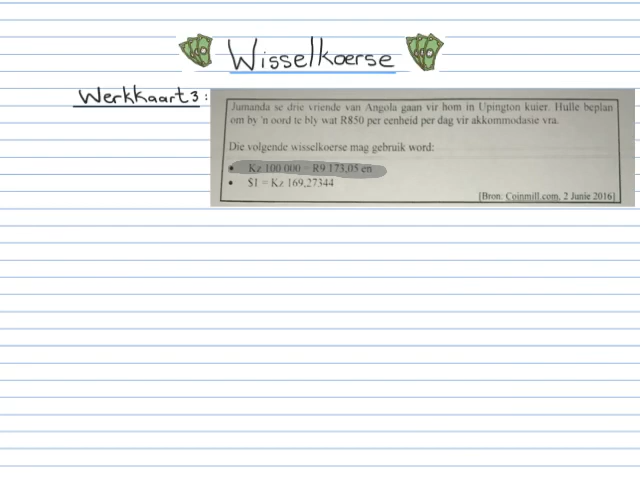 Wisselkoerse
Werkkaart 3:
Jumanda se drie vriende van Angola gaan vir hom in Upington kuier. Hulle beplan
om by 'n oord te bly wat R850 per eenheid per dag vir akkommodasie vra.
Die volgende wisselkoerse mag gebruik word:
• Kz 100 000 = R9 173,05 en
• $1 = Kz 169,27344
[Bron: Coinmill.com, 2 Junie 2016]